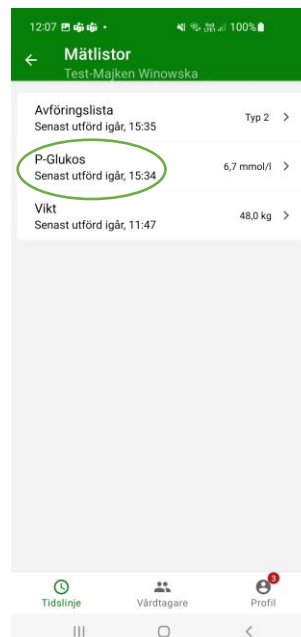 12:07 100%
Mätlistor
Test-Majken Winowska
Avföringslista
Senast utförd igår, 15:35
Typ 2
P-Glukos
Senast utförd igår, 15:34
6,7 mmol/l
Vikt
Senast utförd igår, 11:47
48,0 kg
3
Tidslinje Vårdtagare Profil